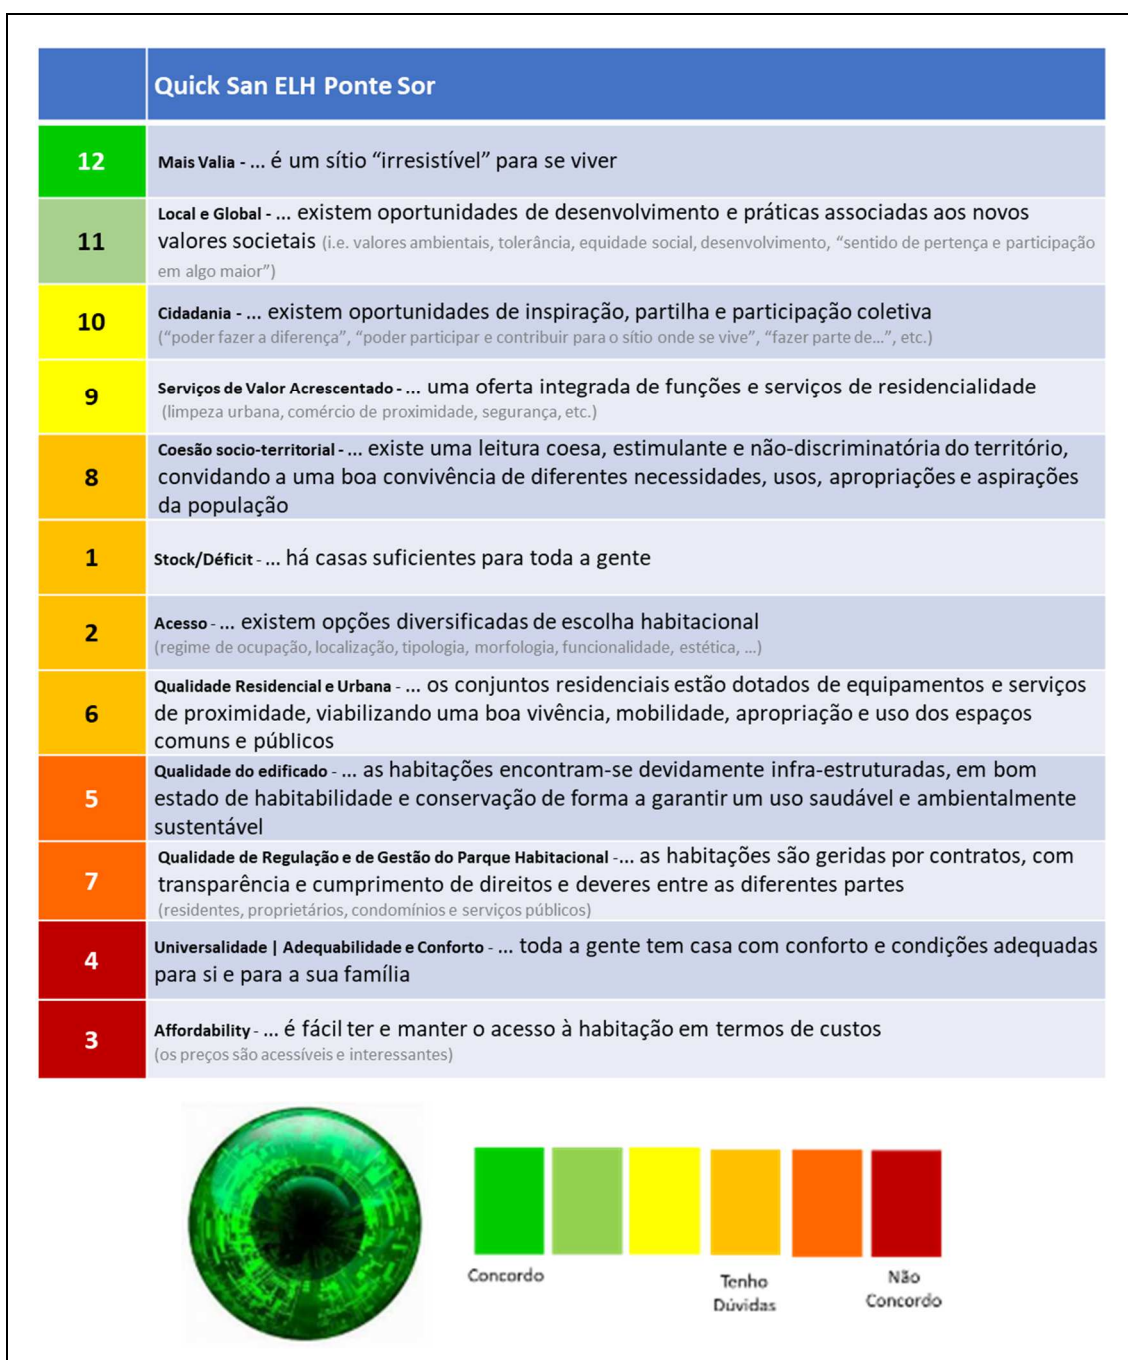 Quick San ELH Ponte Sor
12
Mais Valia - ... é um sítio “irresistível” para se viver
11
Local e Global - ... existem oportunidades de desenvolvimento e práticas associadas aos novos
valores societais (i.e. valores ambientais, tolerância, equidade social, desenvolvimento, “sentido de pertença e participação
em algo maior”)
10
Cidadania - ... existem oportunidades de inspiração, partilha e participação coletiva
(“poder fazer a diferença”, “poder participar e contribuir para o sítio onde se vive”, “fazer parte de...”, etc.)
9
Serviços de Valor Acrescentado - ... uma oferta integrada de funções e serviços de residencialidade
(limpeza urbana, comércio de proximidade, segurança, etc.)
8
Coesão socio-territorial - ... existe uma leitura coesa, estimulante e não-discriminatória do território,
convidando a uma boa convivência de diferentes necessidades, usos, apropriações e aspirações
da população
1
Stock/Déficit - ... há casas suficientes para toda a gente
2
Acesso - ... existem opções diversificadas de escolha habitacional
(regime de ocupação, localização, tipologia, morfologia, funcionalidade, estética, ...)
6
Qualidade Residencial e Urbana - ... os conjuntos residenciais estão dotados de equipamentos e serviços
de proximidade, viabilizando uma boa vivência, mobilidade, apropriação e uso dos espaços
comuns e públicos
5
Qualidade do edificado - ... as habitações encontram-se devidamente infra-estruturadas, em bom
estado de habitabilidade e conservação de forma a garantir um uso saudável e ambientalmente
sustentável
7
Qualidade de Regulação e de Gestão do Parque Habitacional -... as habitações são geridas por contratos, com
transparência e cumprimento de direitos e deveres entre as diferentes partes
(residentes, proprietários, condomínios e serviços públicos)
4
Universalidade | Adequabilidade e Conforto - ... toda a gente tem casa com conforto e condições adequadas
para si e para a sua família
3
Affordability - ... é fácil ter e manter o acesso à habitação em termos de custos
(os preços são acessíveis e interessantes)
Concordo
Tenho
Dúvidas
Não
Concordo